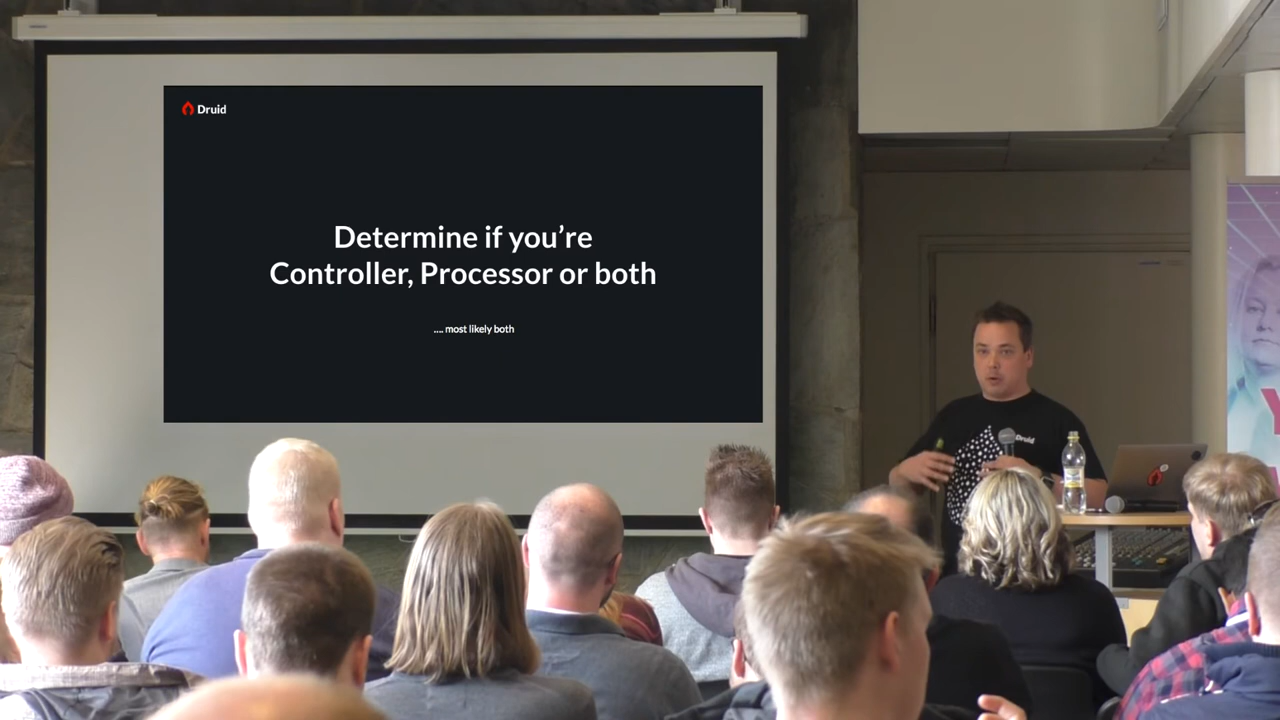 Druid
Determine if you're
Controller, Processor or both
.... most likely both
Druid